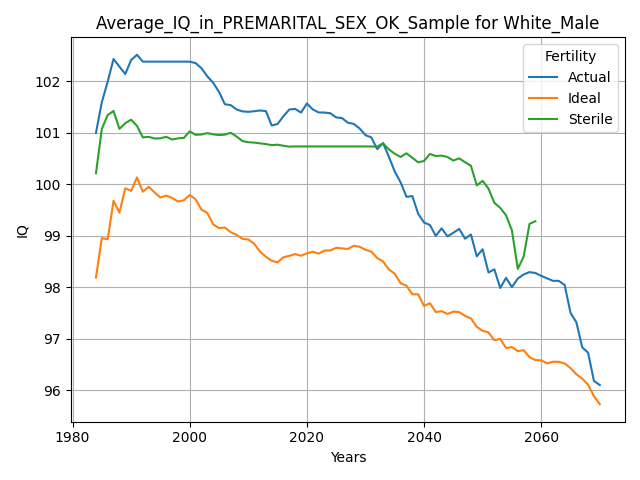 Average_IQ_in_PREMARITAL_SEX_OK_Sample for White_Male
Fertility
Actual
Ideal
Sterile
102
101
100
99
98
97
96
IQ
1980
2000
2020
2040
2060
Years